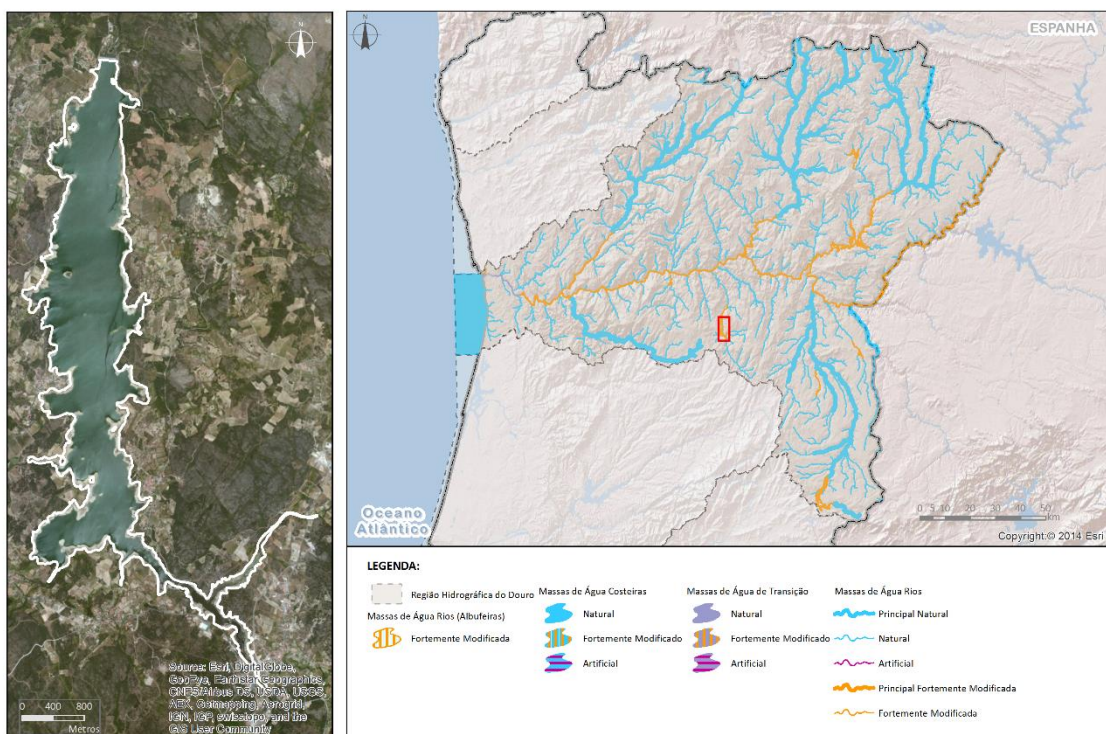 N
Source: Esri, DigitalGlobe,
GeoEye, Earthstar Geographics,
CNES/Airbus DS, USDA, USGS,
AEX, Getmapping, Aerogrid,
IGN, IGP, swisstopo, and the
GIS User Community
0 400 800
Metros
N
ESPANHA
Oceano
Atlântico
0 5 10 20 30 40 50
km
Copyright:© 2014 Esri
LEGENDA:
Região Hidrográfica do Douro
Massas de Água Rios (Albufeiras)
Fortemente Modificada
Massas de Água Costeiras
Natural
Fortemente Modificado
Artificial
Massas de Água de Transição
Natural
Fortemente Modificado
Artificial
Massas de Água Rios
Principal Natural
Natural
Artificial
Principal Fortemente Modificada
Fortemente Modificada